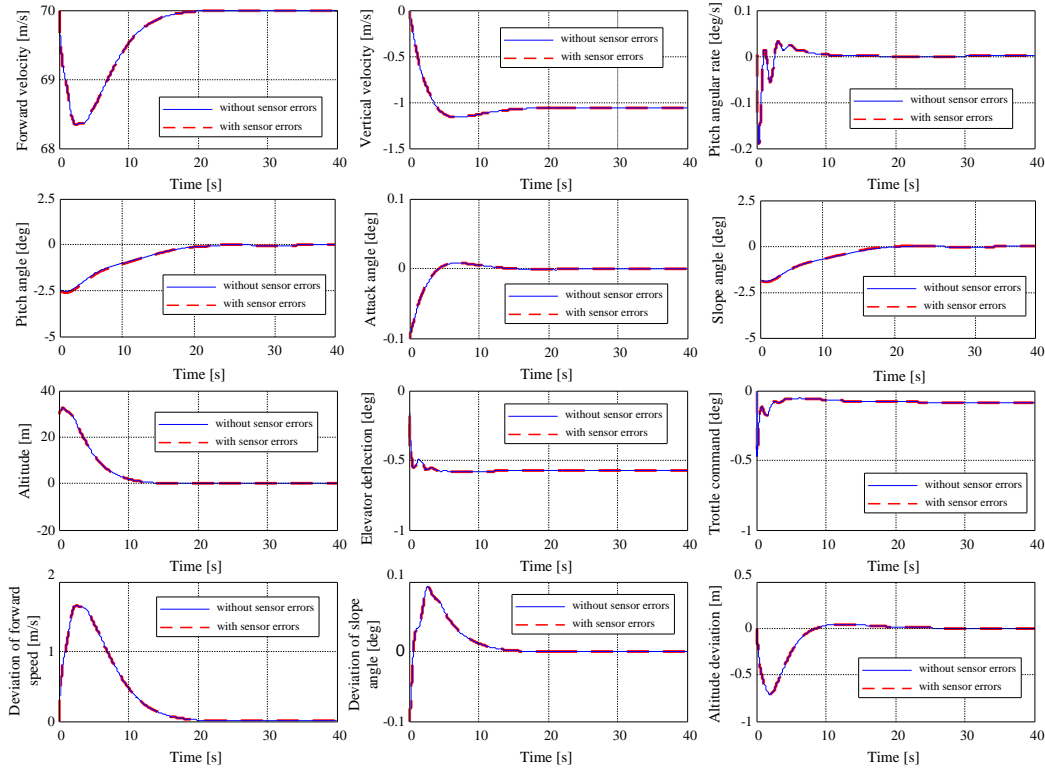 Forward velocity [m/s]
70
69
68
without sensor errors
with sensor errors
0
10
20
30
40
Time [s]
Vertical velocity [m/s]
0
-0.5
-1
-1.5
without sensor errors
with sensor errors
0
10
20
30
40
Time [s]
Pitch angular rate [deg/s]
0.1
0
-0.1
-0.2
without sensor errors
with sensor errors
0
10
20
30
40
Time [s]
Pitch angle [deg]
2.5
0
-2.5
-5
without sensor errors
with sensor errors
0
10
20
30
40
Time [s]
Attack angle [deg]
0.1
0
-0.1
without sensor errors
with sensor errors
0
10
20
30
40
Time [s]
Slope angle [deg]
2.5
0
-2.5
-5
without sensor errors
with sensor errors
0
10
20
30
40
Time [s]
Altitude [m]
40
20
0
-20
without sensor errors
with sensor errors
0
10
20
30
40
Time [s]
Elevator deflection [deg]
0
-0.5
-1
without sensor errors
with sensor errors
0
10
20
30
40
Time [s]
Trottle command [deg]
0
-0.5
-1
without sensor errors
with sensor errors
0
10
20
30
40
Time [s]
Deviation of forward
speed [m/s]
2
1
0
without sensor errors
with sensor errors
0
10
20
30
40
Time [s]
Deviation of slope
angle [deg]
0.1
0
-0.1
without sensor errors
with sensor errors
0
10
20
30
40
Time [s]
Altitude deviation [m]
0.5
0
-0.5
-1
without sensor errors
with sensor errors
0
10
20
30
40
Time [s]